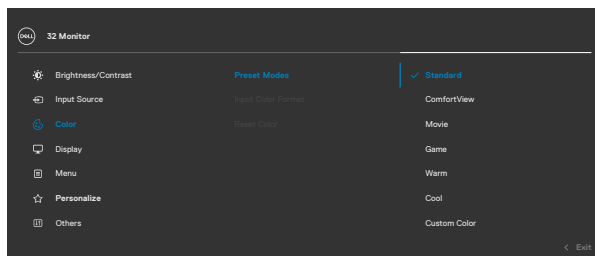 DELL 32 Monitor
Brightness/Contrast Preset Modes Standard
Input Source Input Color Format ComfortView
Color Reset Color Movie
Display Game
Menu Warm
Personalize Cool
Others Custom Color
Exit